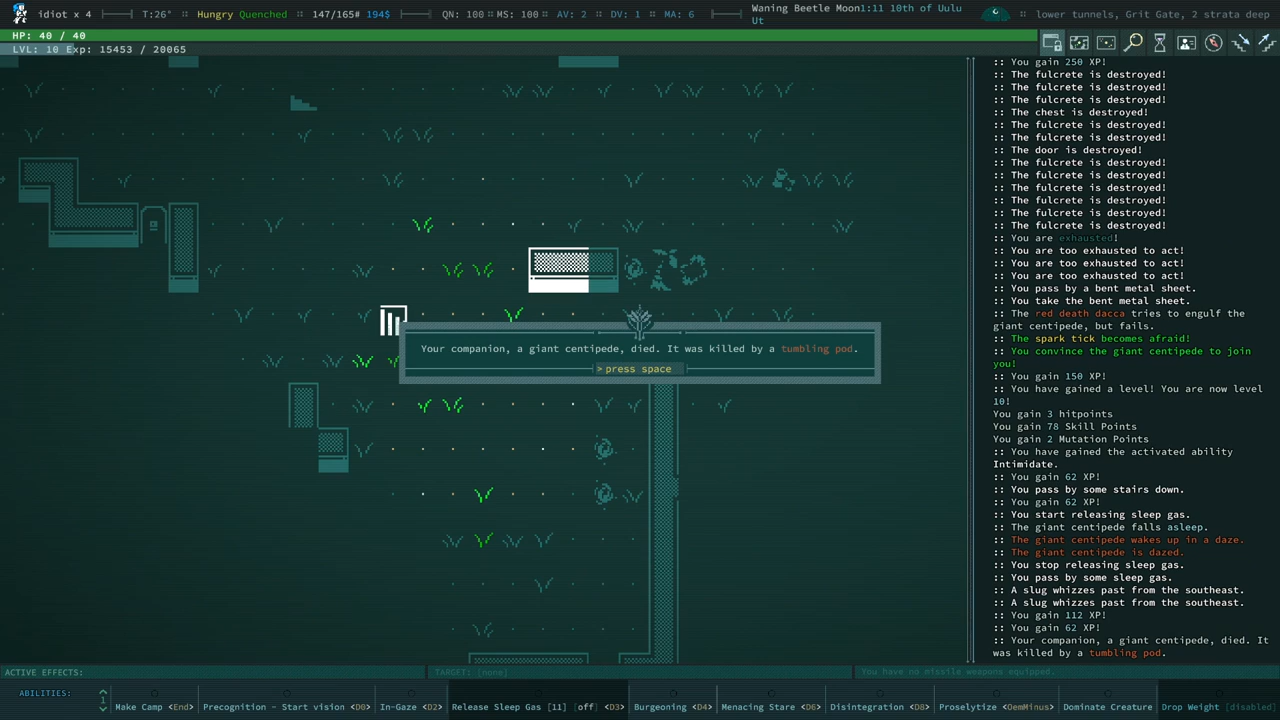 idiot x 4 T:26° :: Hungry Quenched :: 147/165# 194$ QN: 100 :: MS: 100 :: AV: 2 :: DV: 1 :: MA: 6 Waning Beetle Moon 1:11 10th of Uulu Ut :: lower tunnels, Grit Gate, 2 strata deep
HP: 40 / 40
LVL: 10 Exp: 15453 / 20065
:: You gain 250 XP!
:: The fulcrete is destroyed!
:: The fulcrete is destroyed!
:: The fulcrete is destroyed!
:: The chest is destroyed!
:: The fulcrete is destroyed!
:: The fulcrete is destroyed!
:: The door is destroyed!
:: The fulcrete is destroyed!
:: The fulcrete is destroyed!
:: The fulcrete is destroyed!
:: The fulcrete is destroyed!
:: The fulcrete is destroyed!
:: The fulcrete is destroyed!
:: You are exhausted!
:: You are too exhausted to act!
:: You are too exhausted to act!
:: You are too exhausted to act!
:: You pass by a bent metal sheet.
:: You take the bent metal sheet.
:: The red death dacca tries to engulf the
giant centipede, but fails.
:: The spark tick becomes afraid!
:: You convince the giant centipede to join
you!
:: You gain 150 XP!
:: You have gained a level! You are now level
10!
You gain 3 hitpoints
:: You gain 78 Skill Points
:: You gain 2 Mutation Points
:: You have gained the activated ability
Intimidate.
:: You gain 62 XP!
:: You pass by some stairs down.
:: You gain 62 XP!
:: You start releasing sleep gas.
:: The giant centipede falls asleep.
:: The giant centipede wakes up in a daze.
:: The giant centipede is dazed.
:: You stop releasing sleep gas.
:: You pass by some sleep gas.
:: A slug whizzes past from the southeast.
:: A slug whizzes past from the southeast.
:: You gain 112 XP!
:: You gain 62 XP!
:: Your companion, a giant centipede, died. It
was killed by a tumbling pod.
Your companion, a giant centipede, died. It was killed by a tumbling pod.
> press space
ACTIVE EFFECTS: TARGET: [none] You have no missile weapons equipped.
ABILITIES: 1 Make Camp <End> Precognition - Start vision <D0> In-Gaze <D2> Release Sleep Gas [11] [off] <D3> Burgeoning <D4> Menacing Stare <D6> Disintegration <D8> Proselytize <OemMinus> Dominate Creature Drop Weight [disabled]